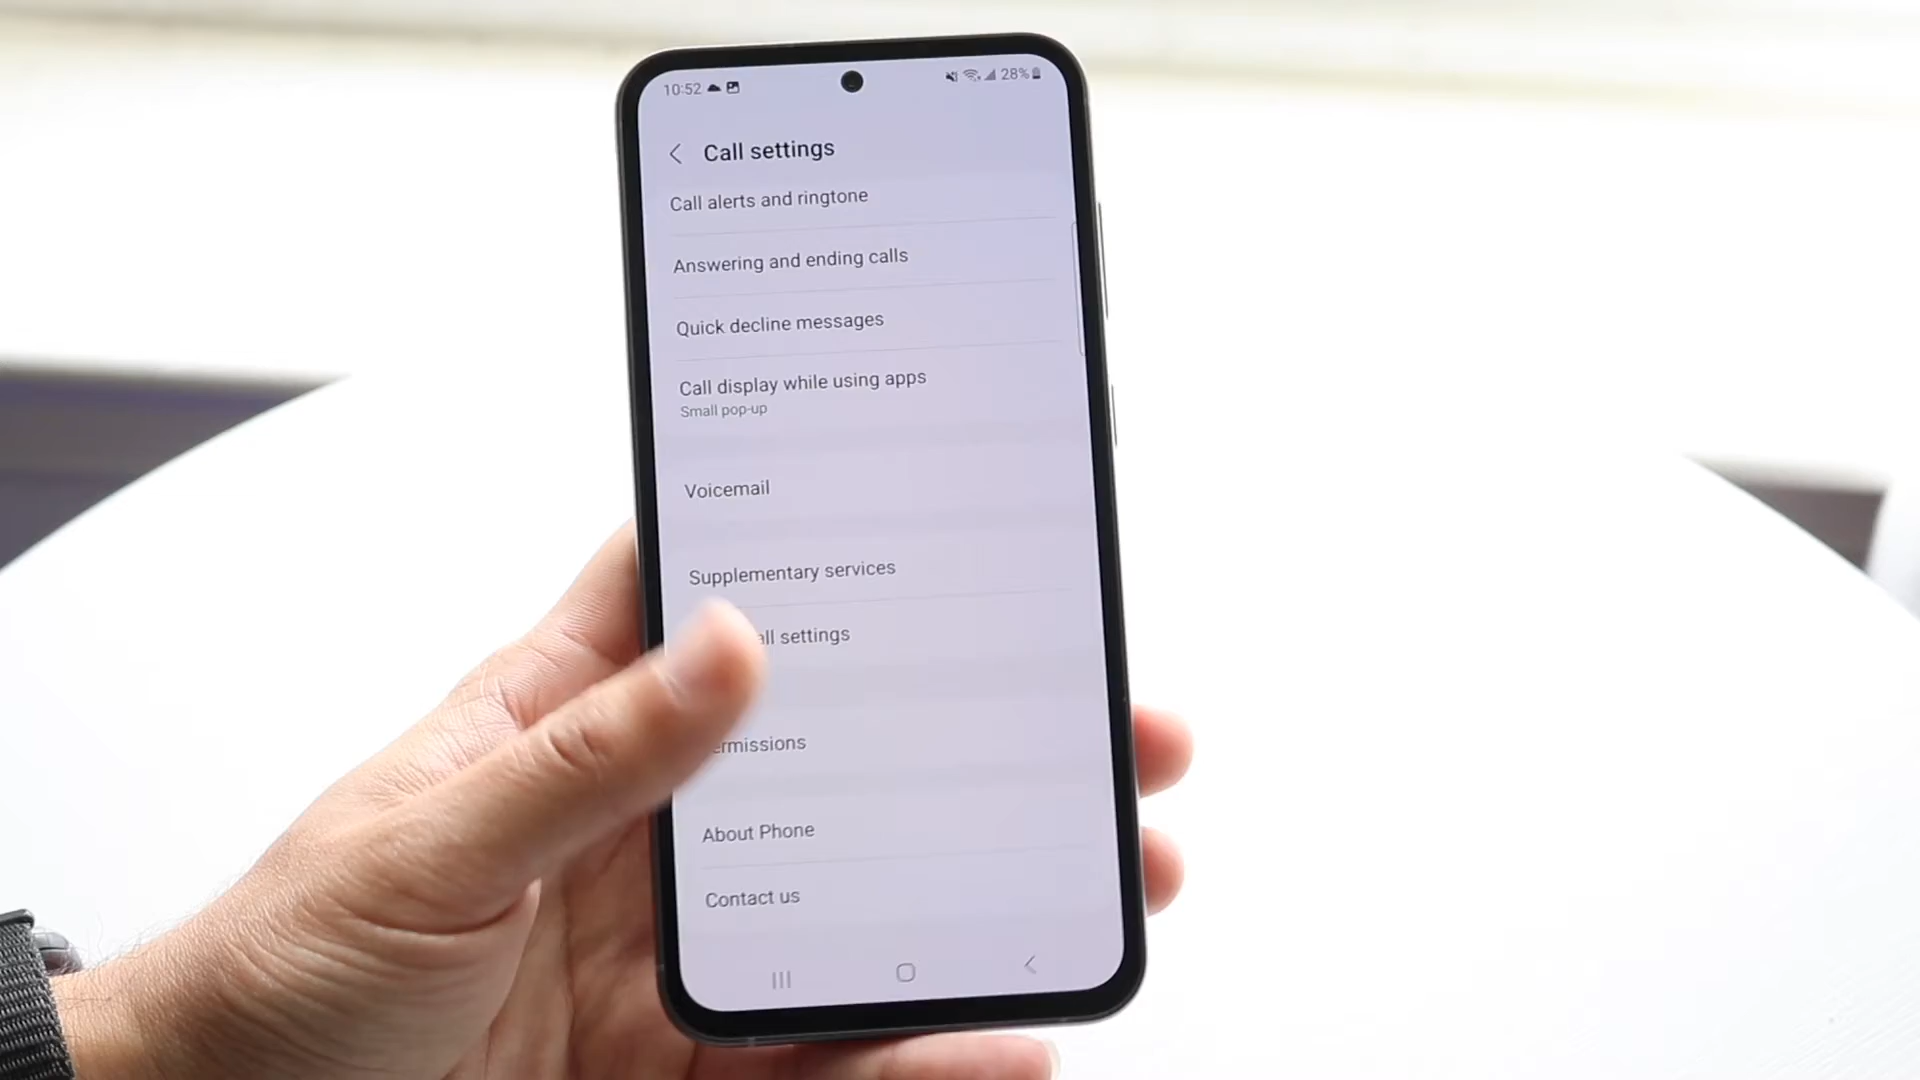 10:52 28%
Call settings
Call alerts and ringtone
Answering and ending calls
Quick decline messages
Call display while using apps
Small pop-up
Voicemail
Supplementary services
all settings
ermissions
About Phone
Contact us